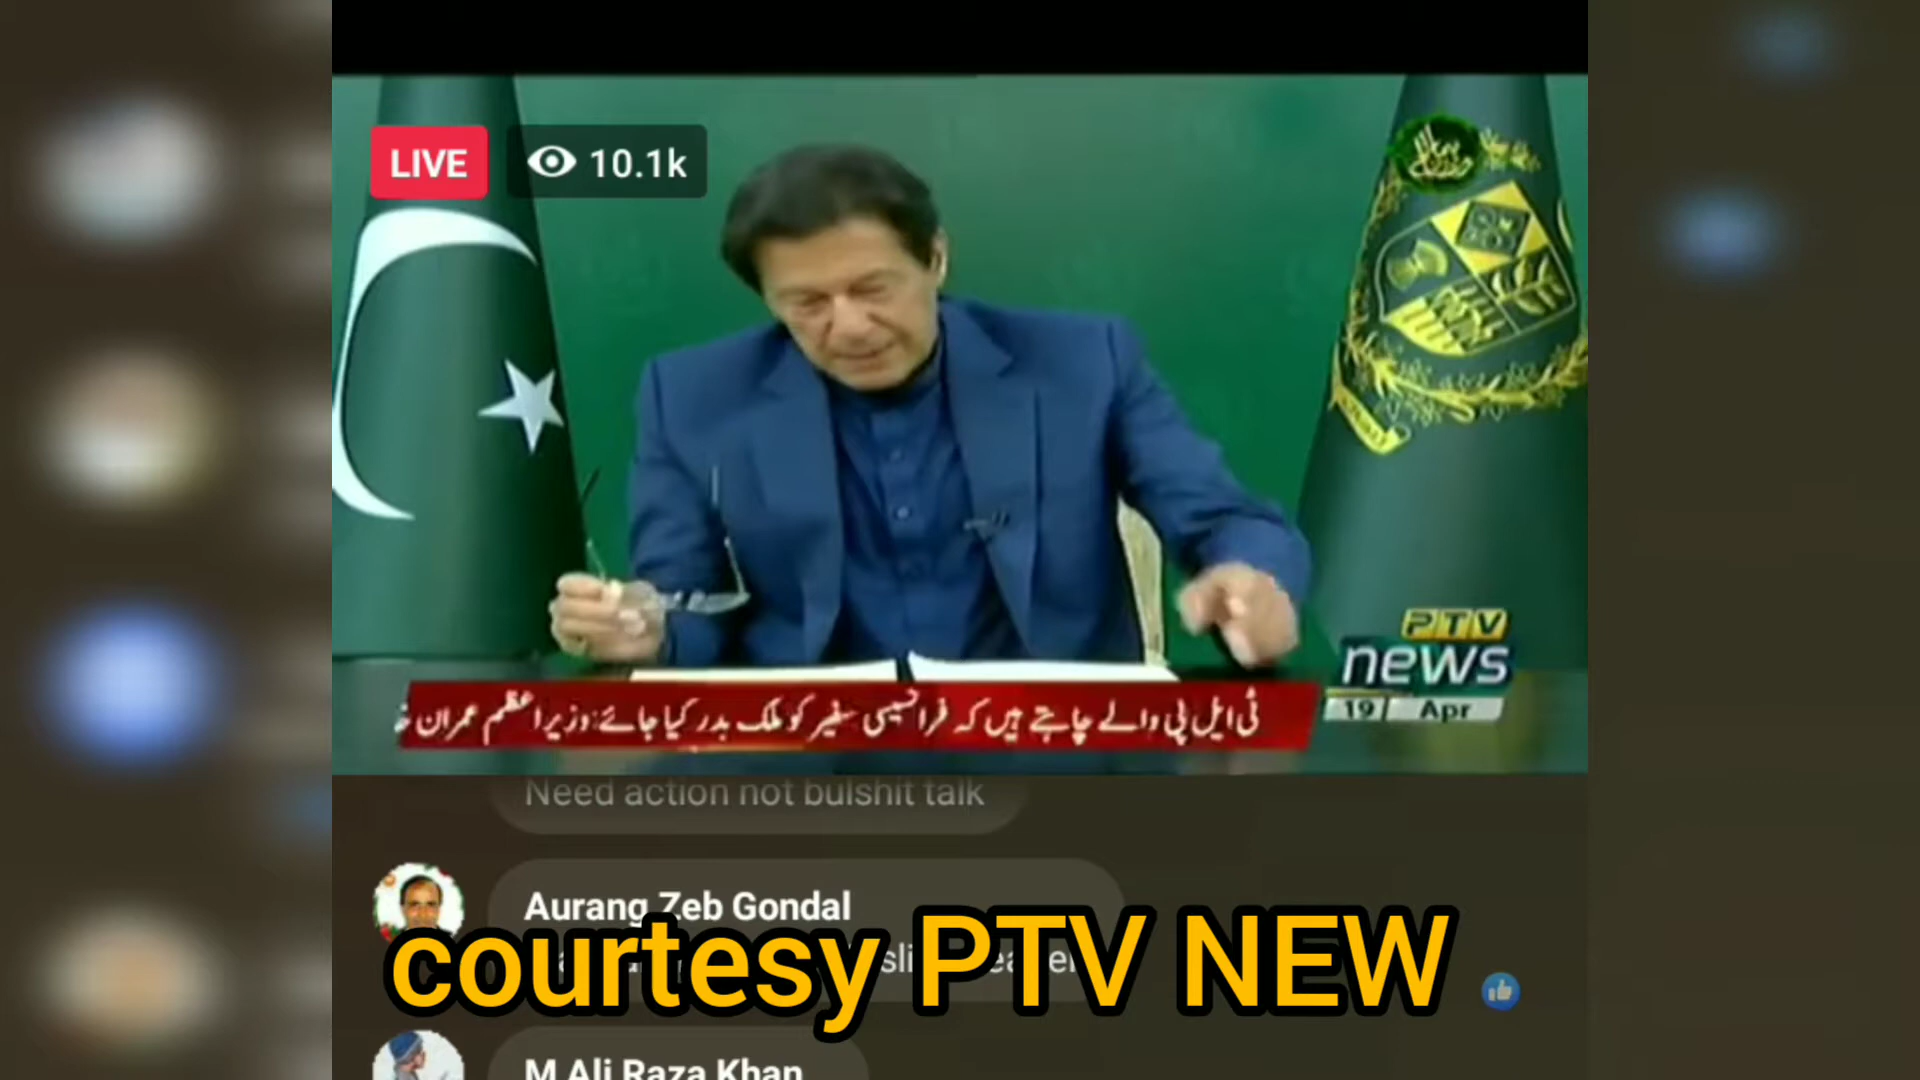 LIVE
10.1k
PTV
news
19 Apr
ٹی ایل پی والے چاہتے ہیں کہ فرانسیسی سفیر کو ملک بدر کیا جائے: وزیراعظم عمران
Need action not bulshit talk
Aurang Zeb Gondal
courtesy PTV NEW
M Ali Raza Khan